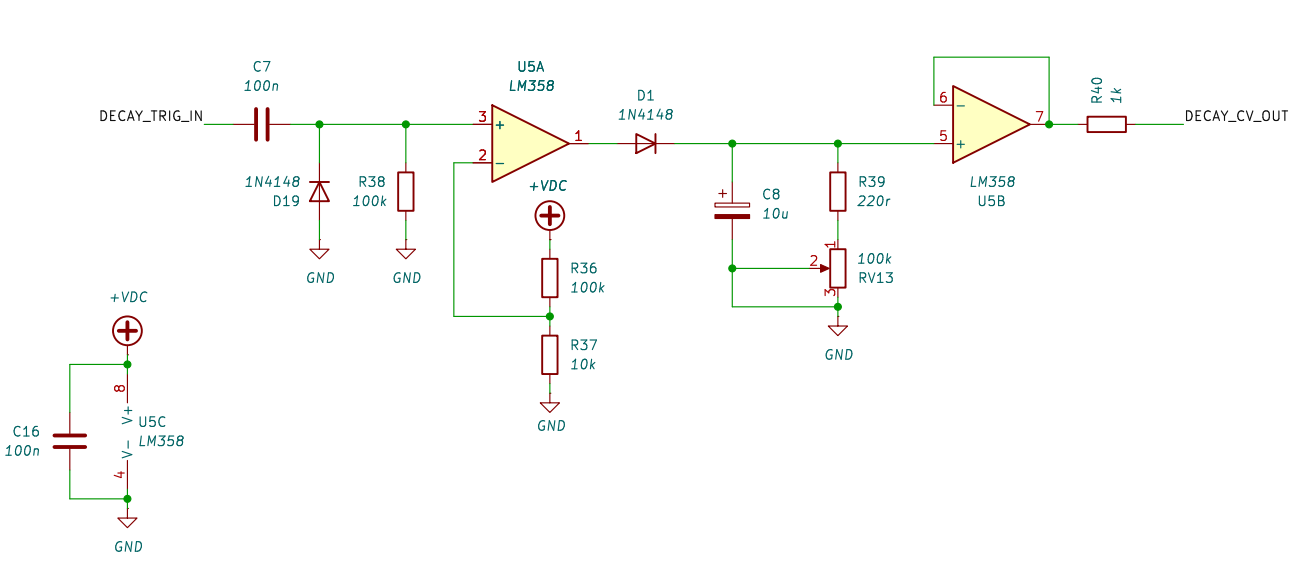 C7
100n
DECAY_TRIG_IN
1N4148
D19
GND
R38
100k
GND
U5A
LM358
3
+
2
-
1
+VDC
R36
100k
R37
10k
GND
D1
1N4148
+
C8
10u
R39
220r
1
2
3
100k
RV13
GND
6
-
5
+
7
LM358
U5B
R40
1k
DECAY_CV_OUT
+VDC
8
V+
U5C
LM358
V-
4
C16
100n
GND